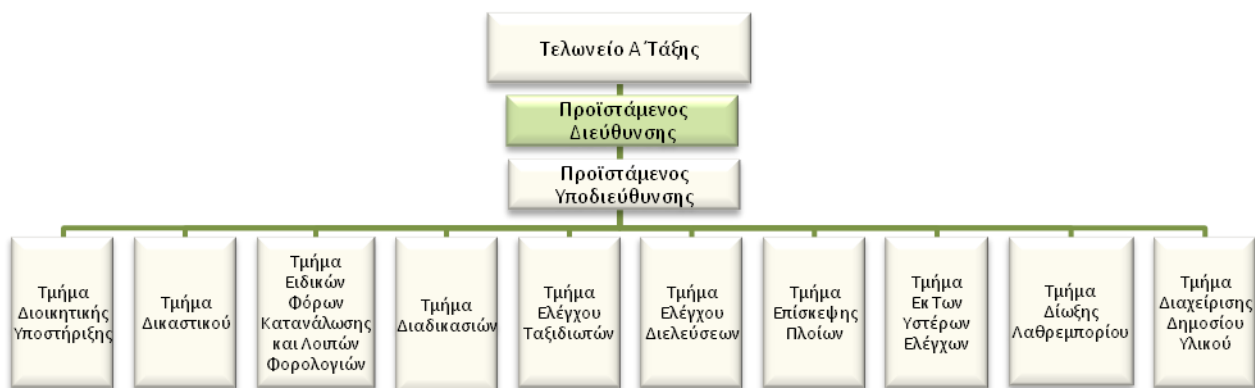 Τελωνείο Α΄Τάξης
Προϊστάμενος
Διεύθυνσης
Προϊστάμενος
Υποδιεύθυνσης
Τμήμα
Διοικητικής
Υποστήριξης
Τμήμα
Δικαστικού
Τμήμα
Ειδικών
Φόρων
Κατανάλωσης
και Λοιπών
Φορολογιών
Τμήμα
Διαδικασιών
Τμήμα
Ελέγχου
Ταξιδιωτών
Τμήμα
Ελέγχου
Διελεύσεων
Τμήμα
Επίσκεψης
Πλοίων
Τμήμα
Εκ Των
Υστέρων
Ελέγχων
Τμήμα
Δίωξης
Λαθρεμπορίου
Τμήμα
Διαχείρισης
Δημοσίου
Υλικού